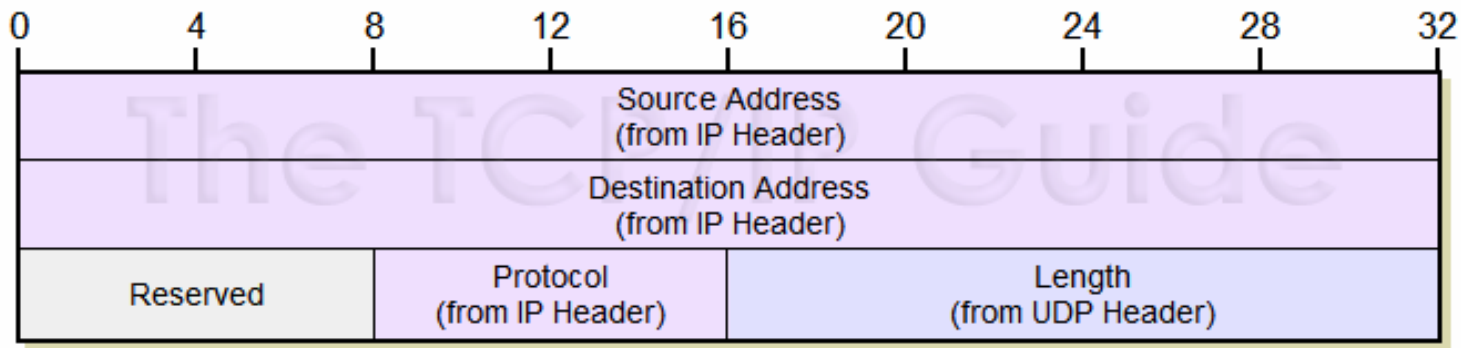 0 4 8 12 16 20 24 28 32
The TCP/IP Guide
Source Address
(from IP Header)
Destination Address
(from IP Header)
Reserved
Protocol
(from IP Header)
Length
(from UDP Header)